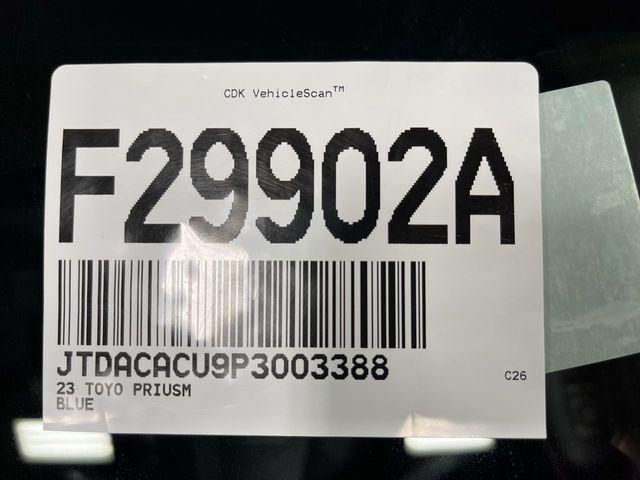 CDK VehicleScan™
F29902A
JTDACACU9P3003388
C26
23 TOYO PRIUSM
BLUE